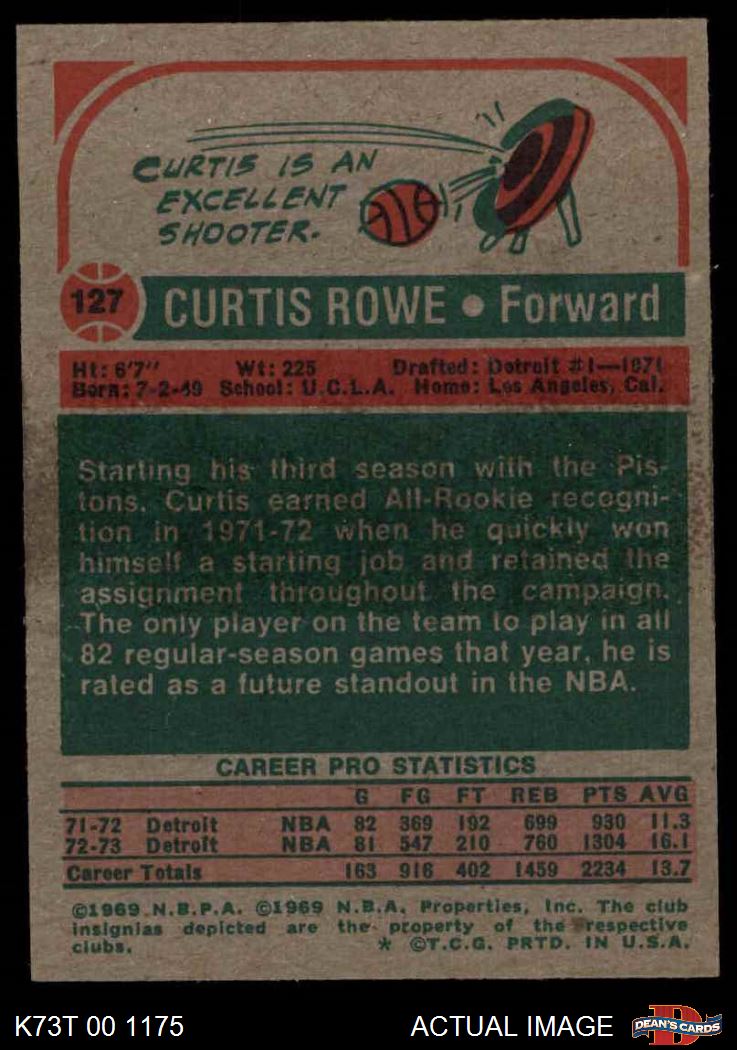 CURTIS IS AN
EXCELLENT
SHOOTER.
127 CURTIS ROWE • Forward
Ht: 6'7" Wt: 225 Drafted: Detroit #1—1971
Born: 7-2-49 School: U.C.L.A. Home: Los Angeles, Cal.
Starting his third season with the Pis-
tons, Curtis earned All-Rookie recogni-
tion in 1971-72 when he quickly won
himself a starting job and retained the
assignment throughout the campaign.
The only player on the team to play in all
82 regular-season games that year, he is
rated as a future standout in the NBA.
CAREER PRO STATISTICS
G FG FT REB PTS AVG
71-72 Detroit NBA 82 369 192 699 930 11.3
72-73 Detroit NBA 81 547 210 760 1304 16.1
Career Totals 163 916 402 1459 2234 13.7
©1969 N.B.P.A. ©1969 N.B.A. Properties, Inc. The club
insignias depicted are the property of the respective
clubs. * ©T.C.G. PRTD. IN U.S.A.
K73T 00 1175 ACTUAL IMAGE DEAN'S CARDS